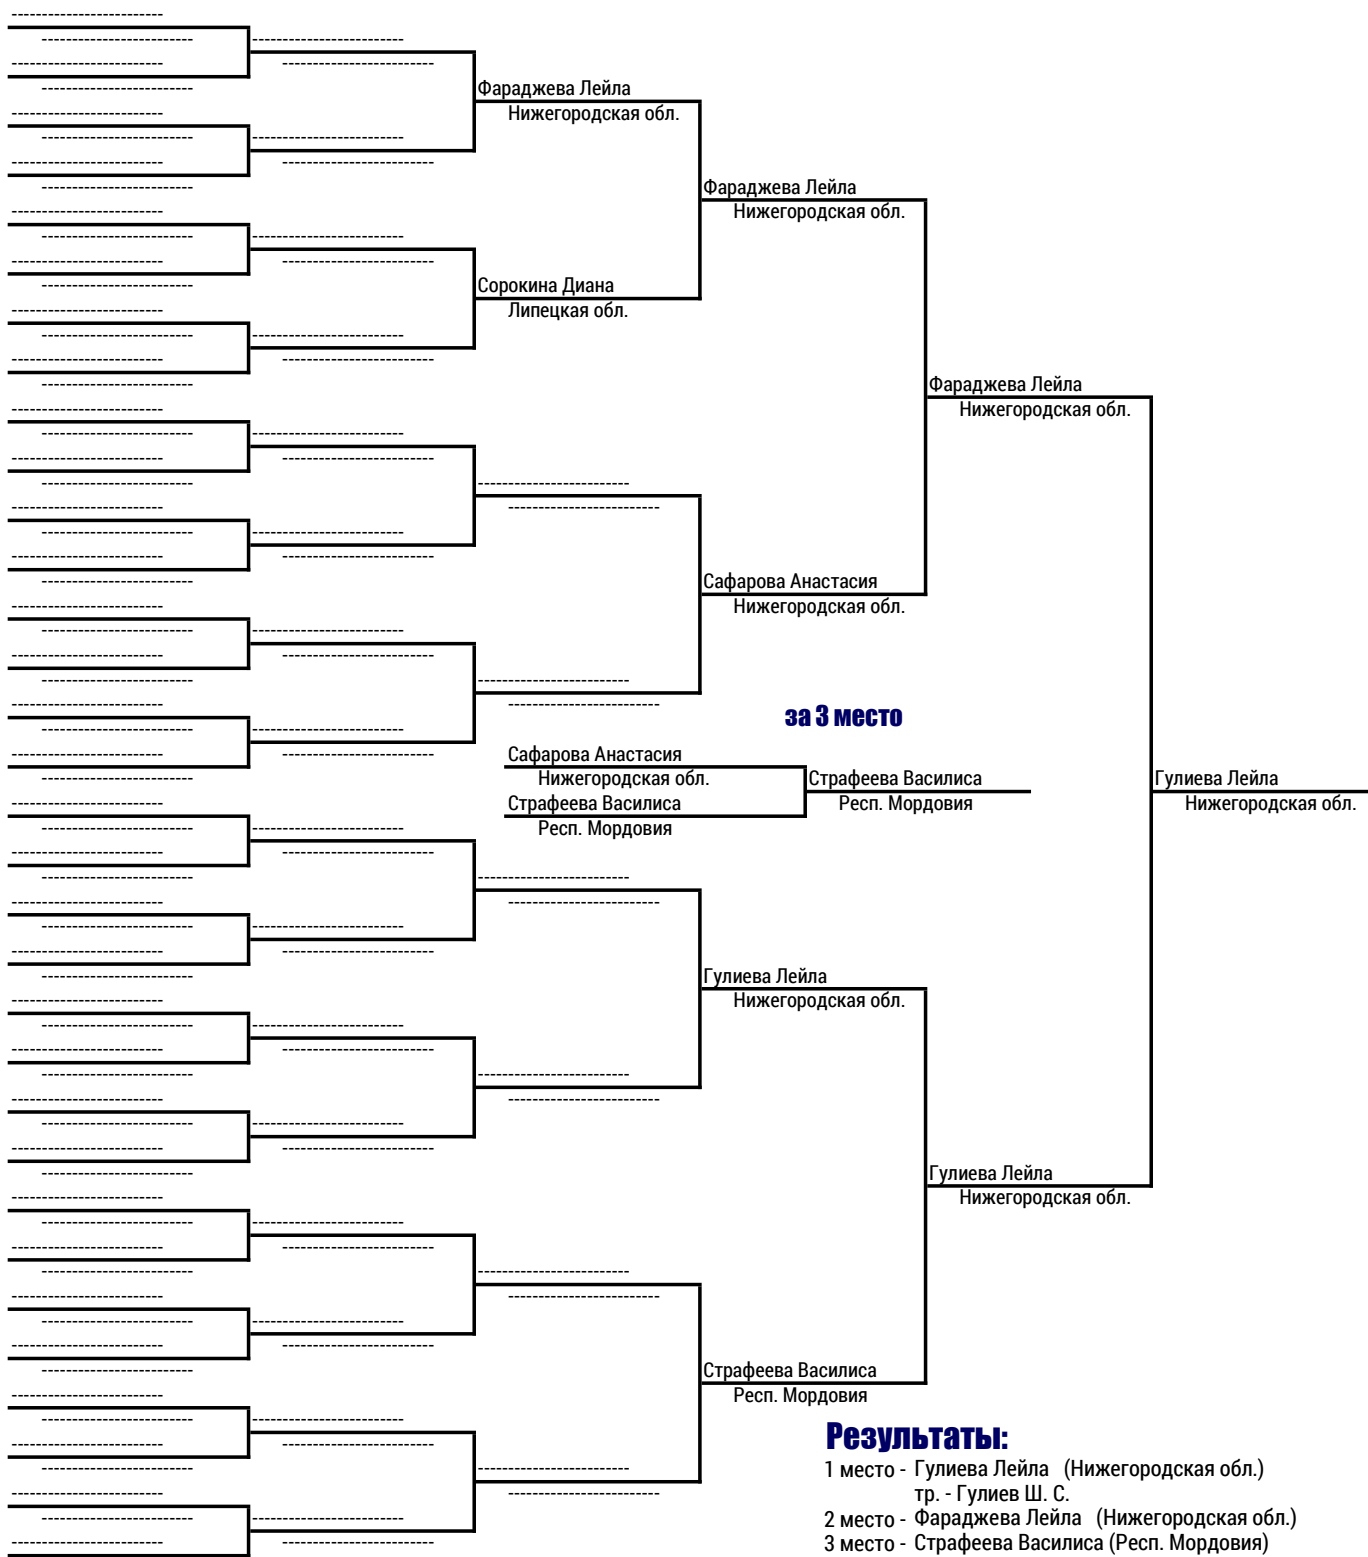 Фараджева Лейла
Нижегородская обл.
Фараджева Лейла
Нижегородская обл.
Сорокина Диана
Липецкая обл.
Фараджева Лейла
Нижегородская обл.
Сафарова Анастасия
Нижегородская обл.
за 3 место
Сафарова Анастасия
Нижегородская обл.
Страфеева Василиса
Респ. Мордовия
Страфеева Василиса
Респ. Мордовия
Гулиева Лейла
Нижегородская обл.
Гулиева Лейла
Нижегородская обл.
Гулиева Лейла
Нижегородская обл.
Страфеева Василиса
Респ. Мордовия
Результаты:
1 место - Гулиева Лейла (Нижегородская обл.)
тр. - Гулиев Ш. С.
2 место - Фараджева Лейла (Нижегородская обл.)
3 место - Страфеева Василиса (Респ. Мордовия)